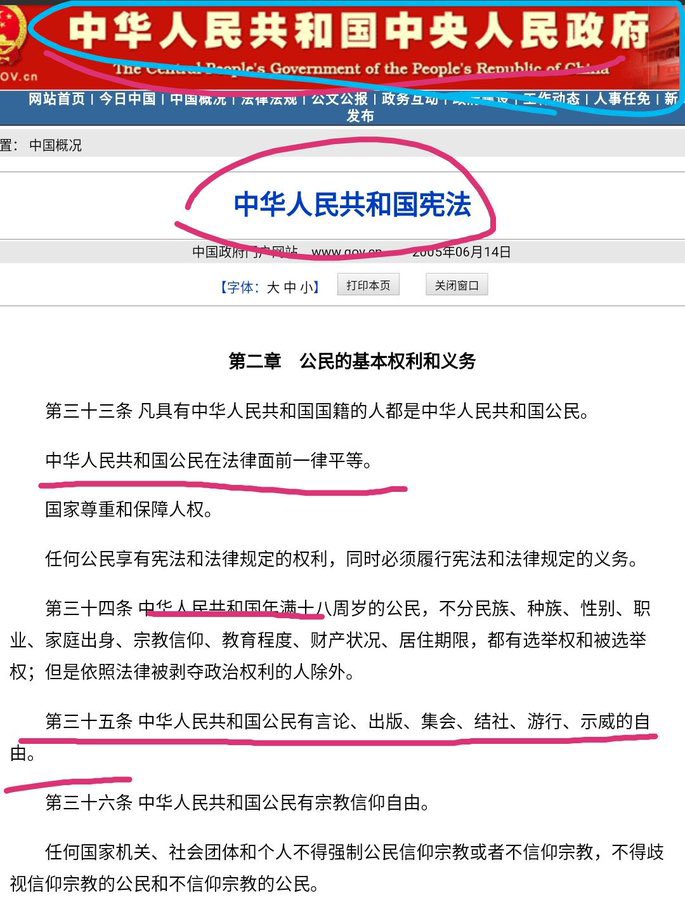 中华人民共和国中央人民政府
The Central People's Government of the People's Republic of China
OV.cn
网站首页 | 今日中国 | 中国概况 | 法律法规 | 公文公报 | 政务互动 | 政府建设 | 工作动态 | 人事任免 | 新
发布
置： 中国概况
中华人民共和国宪法
中国政府门户网站 www.gov.cn 2005年06月14日
【字体：大 中 小】 打印本页 关闭窗口
第二章 公民的基本权利和义务
第三十三条 凡具有中华人民共和国国籍的人都是中华人民共和国公民。
中华人民共和国公民在法律面前一律平等。
国家尊重和保障人权。
任何公民享有宪法和法律规定的权利，同时必须履行宪法和法律规定的义务。
第三十四条 中华人民共和国年满十八周岁的公民，不分民族、种族、性别、职
业、家庭出身、宗教信仰、教育程度、财产状况、居住期限，都有选举权和被选举
权；但是依照法律被剥夺政治权利的人除外。
第三十五条 中华人民共和国公民有言论、出版、集会、结社、游行、示威的自
由。
第三十六条 中华人民共和国公民有宗教信仰自由。
任何国家机关、社会团体和个人不得强制公民信仰宗教或者不信仰宗教，不得歧
视信仰宗教的公民和不信仰宗教的公民。